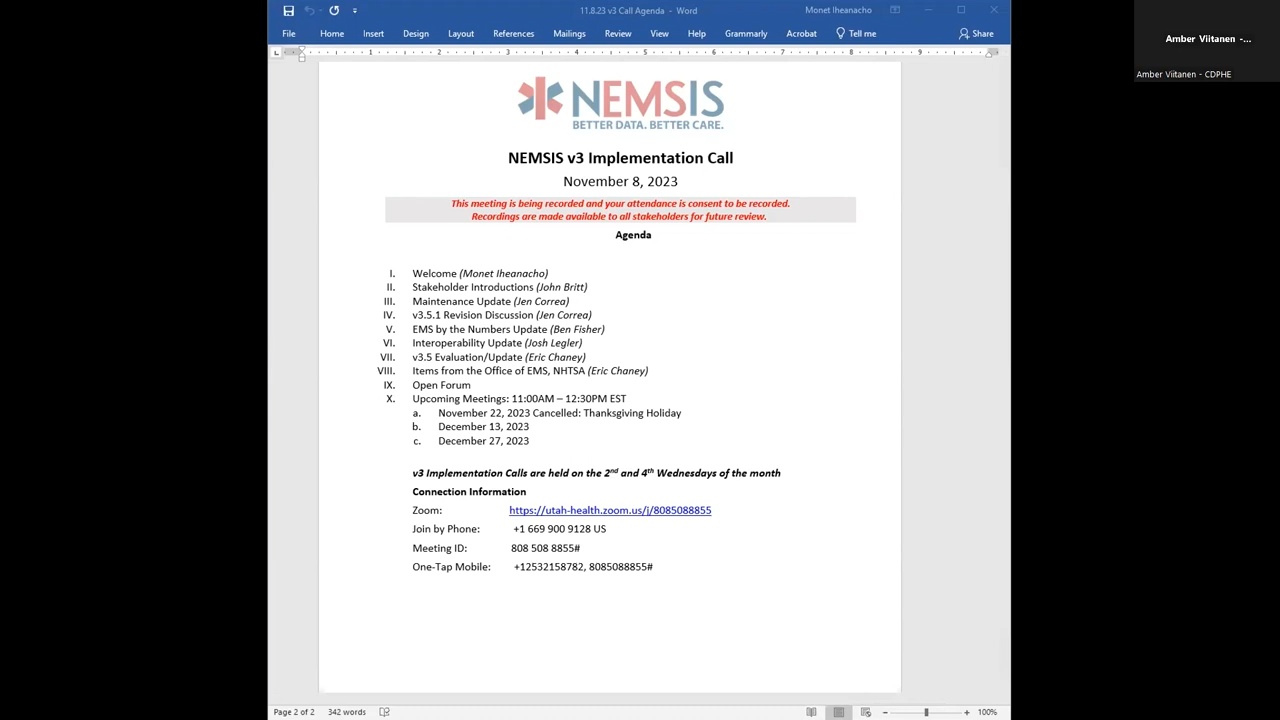 11.8.23 v3 Call Agenda - Word
Monet Iheanacho
File Home Insert Design Layout References Mailings Review View Help Grammarly Acrobat Tell me Share
1 2 3 4 5 6 7 8
NEMSIS
BETTER DATA. BETTER CARE.
NEMSIS v3 Implementation Call
November 8, 2023
This meeting is being recorded and your attendance is consent to be recorded.
Recordings are made available to all stakeholders for future review.
Agenda
I. Welcome (Monet Iheanacho)
II. Stakeholder Introductions (John Britt)
III. Maintenance Update (Jen Correa)
IV. v3.5.1 Revision Discussion (Jen Correa)
V. EMS by the Numbers Update (Ben Fisher)
VI. Interoperability Update (Josh Legler)
VII. v3.5 Evaluation/Update (Eric Chaney)
VIII. Items from the Office of EMS, NHTSA (Eric Chaney)
IX. Open Forum
X. Upcoming Meetings: 11:00AM – 12:30PM EST
a. November 22, 2023 Cancelled: Thanksgiving Holiday
b. December 13, 2023
c. December 27, 2023
v3 Implementation Calls are held on the 2nd and 4th Wednesdays of the month
Connection Information
Zoom: https://utah-health.zoom.us/j/8085088855
Join by Phone: +1 669 900 9128 US
Meeting ID: 808 508 8855#
One-Tap Mobile: +12532158782, 8085088855#
Page 2 of 2 342 words 100%
Amber Viitanen -...
Amber Viitanen - CDPHE